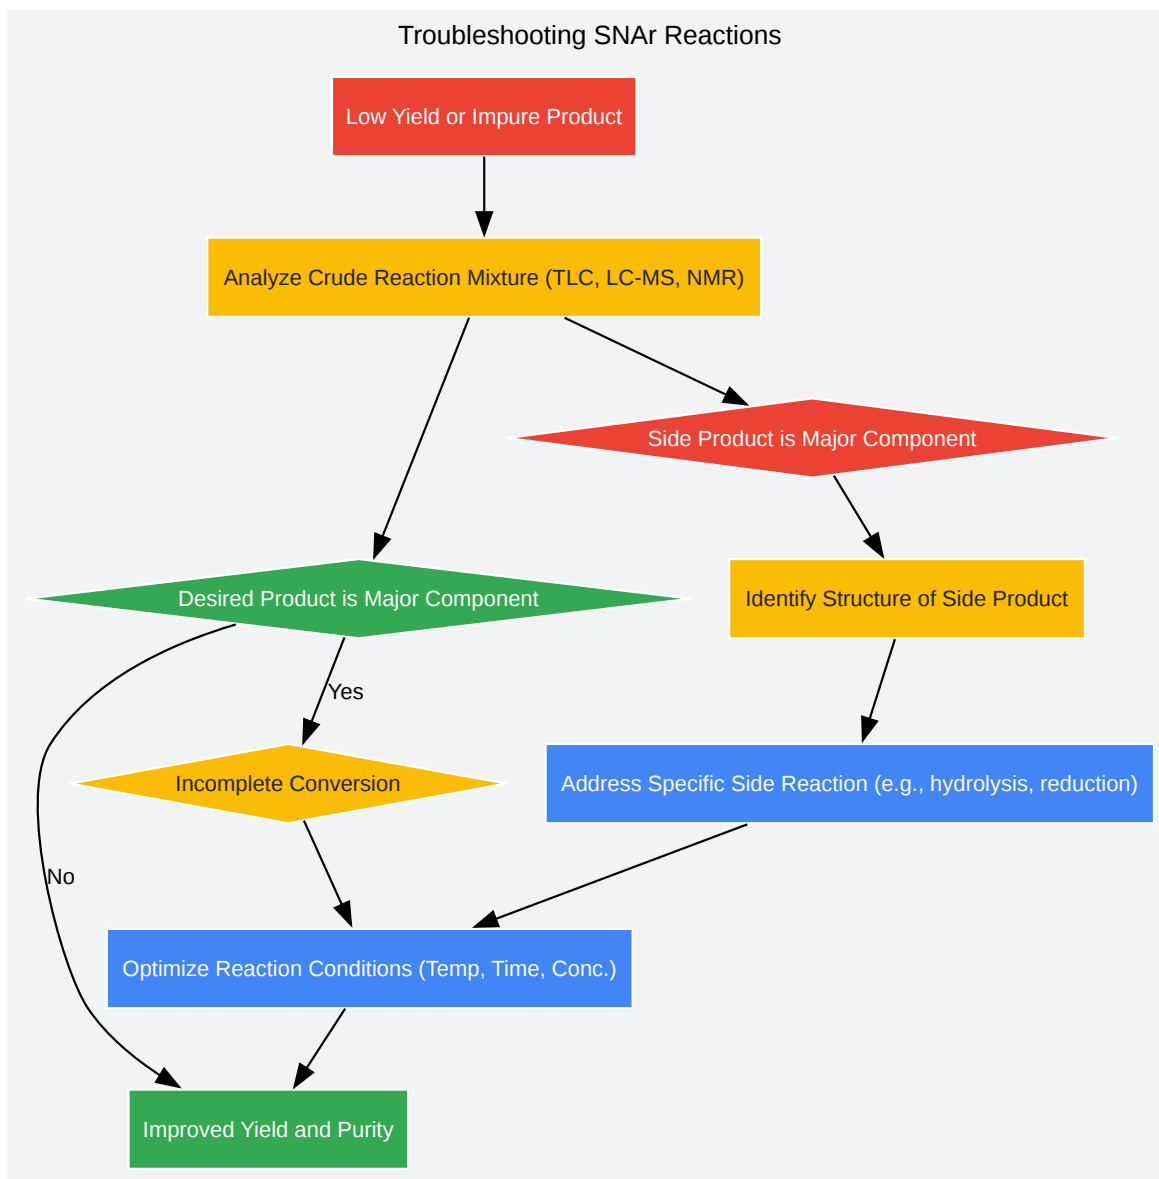 Troubleshooting SNAr Reactions
Low Yield or Impure Product
Analyze Crude Reaction Mixture (TLC, LC-MS, NMR)
Side Product is Major Component
Desired Product is Major Component
Identify Structure of Side Product
Yes
Incomplete Conversion
Address Specific Side Reaction (e.g., hydrolysis, reduction)
No
Optimize Reaction Conditions (Temp, Time, Conc.)
Improved Yield and Purity